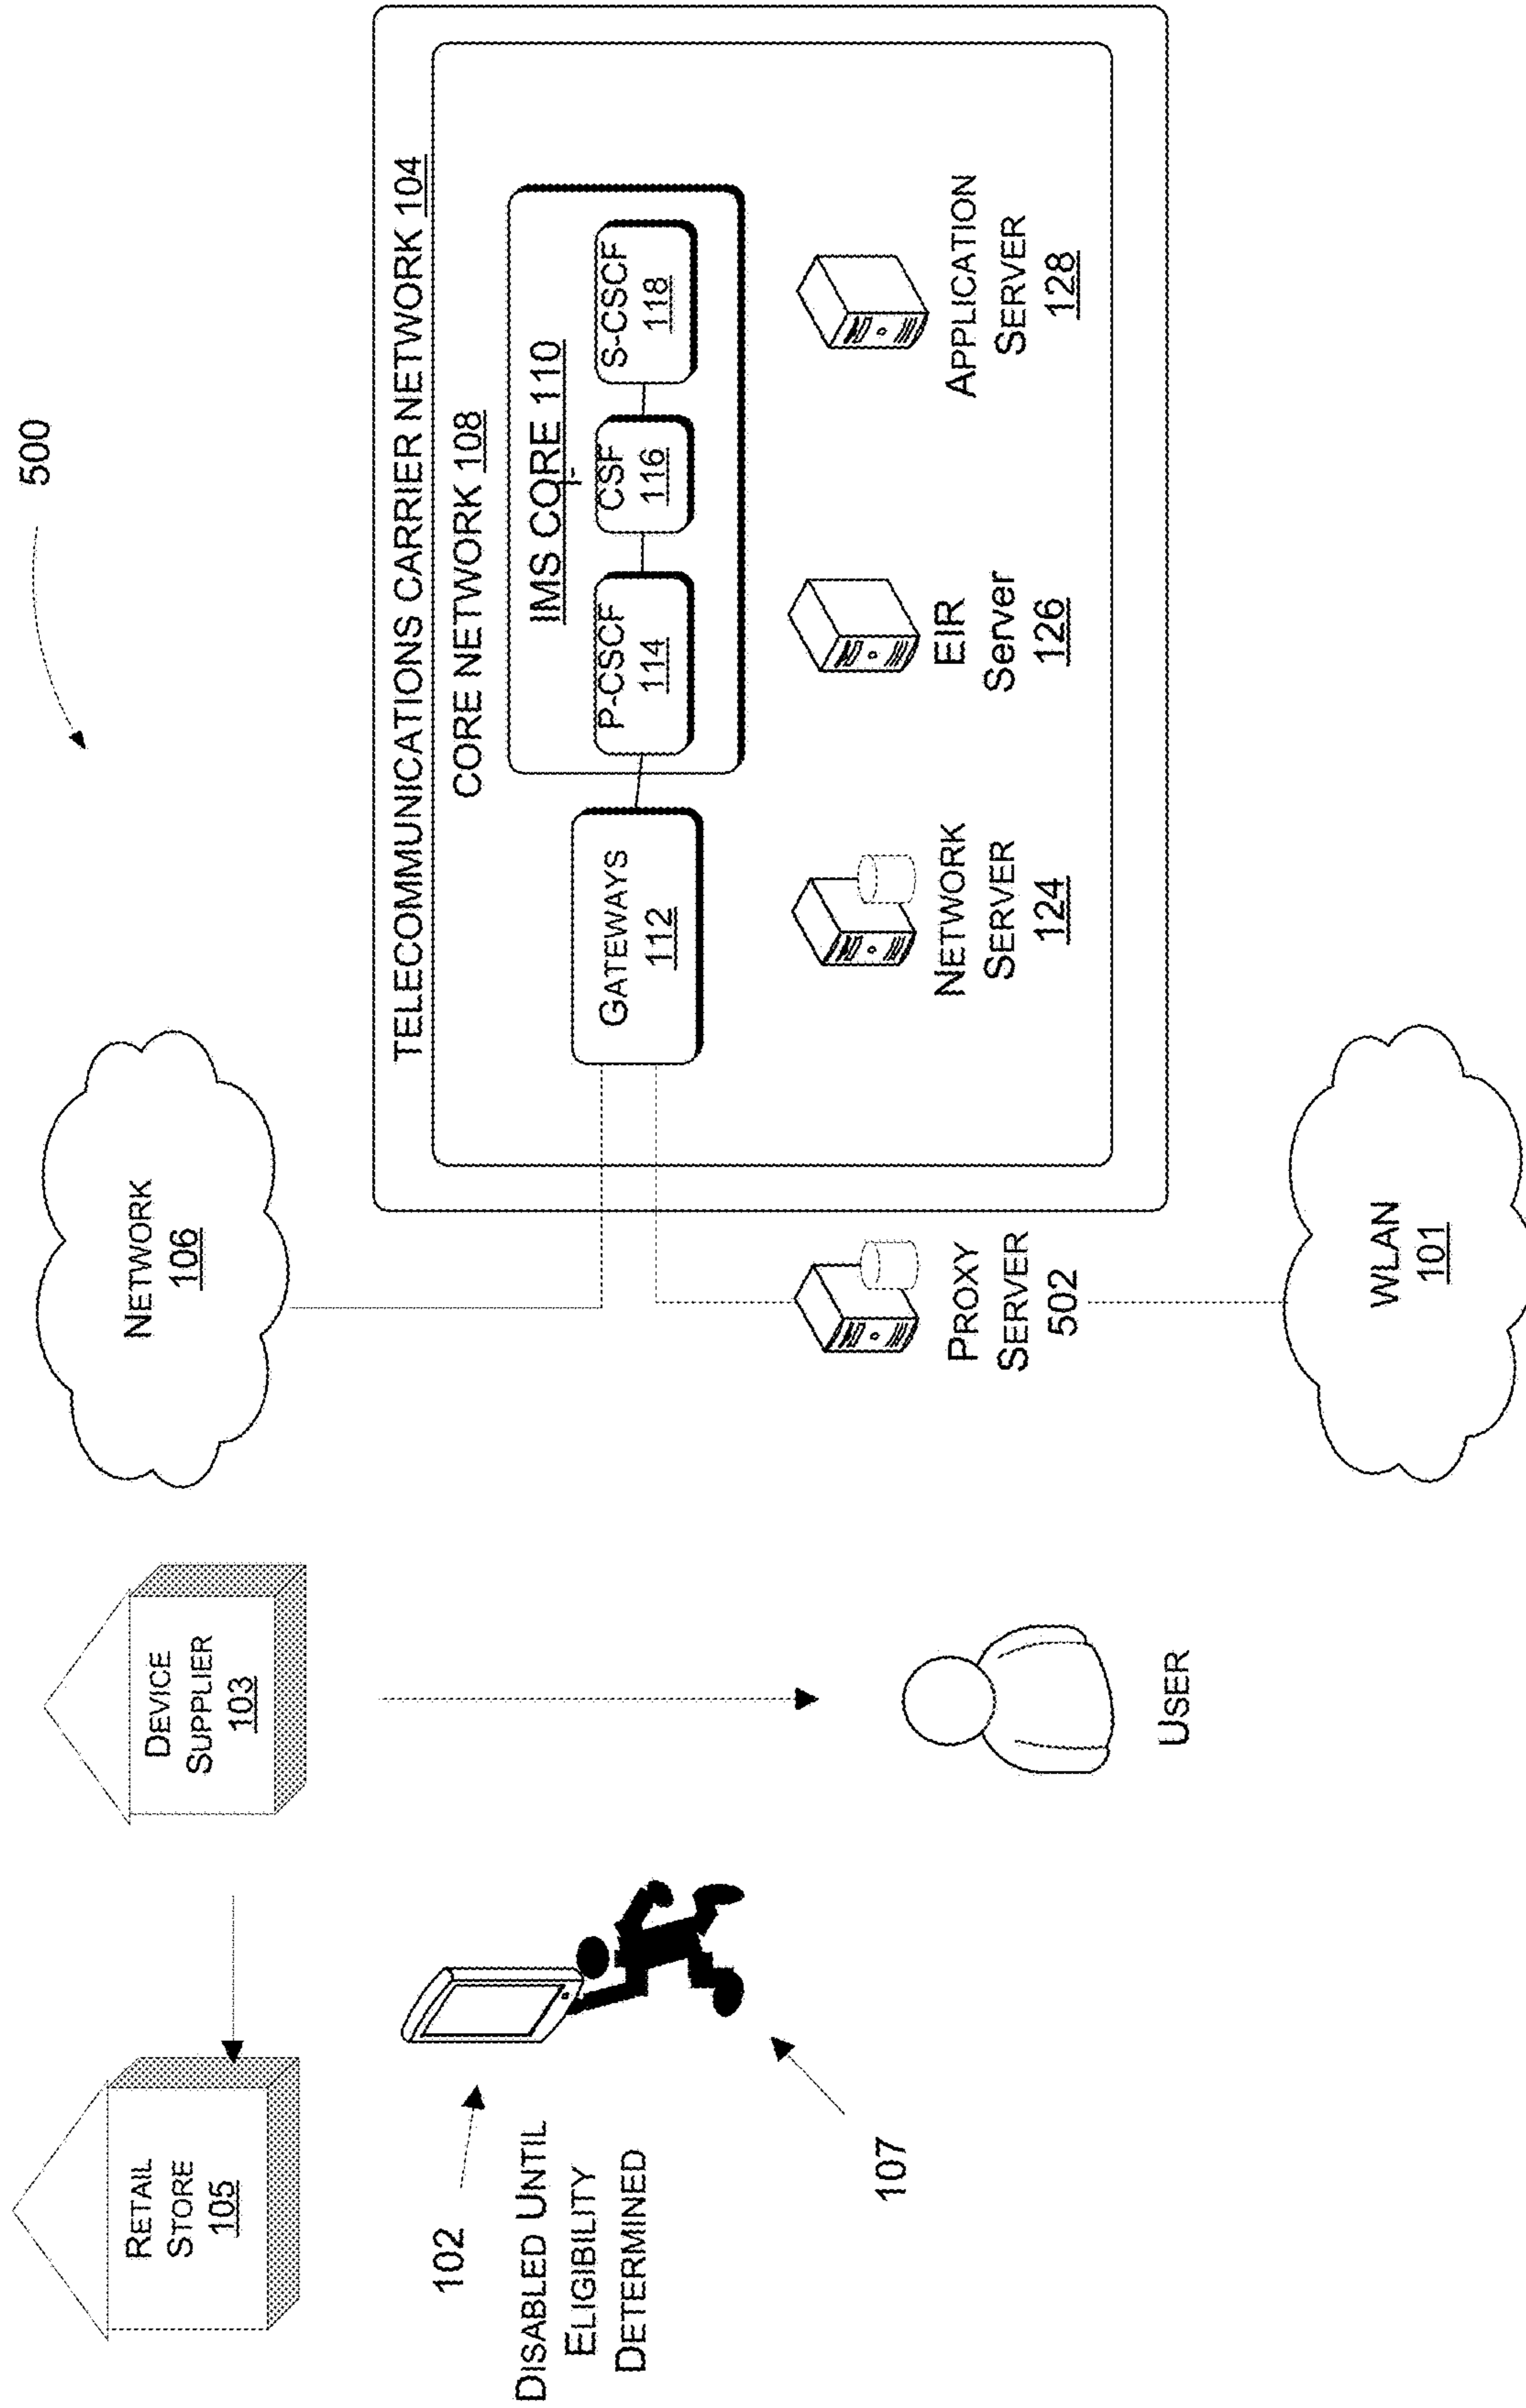 500
RETAIL
STORE
105
DEVICE
SUPPLIER
103
NETWORK
106
TELECOMMUNICATIONS CARRIER NETWORK 104
CORE NETWORK 108
IMS CORE 110
GATEWAYS
112
P-CSCF
114
CSF
116
S-CSCF
118
102
DISABLED UNTIL
ELIGIBILITY
DETERMINED
107
USER
PROXY
SERVER
502
NETWORK
SERVER
124
EIR
Server
126
APPLICATION
SERVER
128
WLAN
101